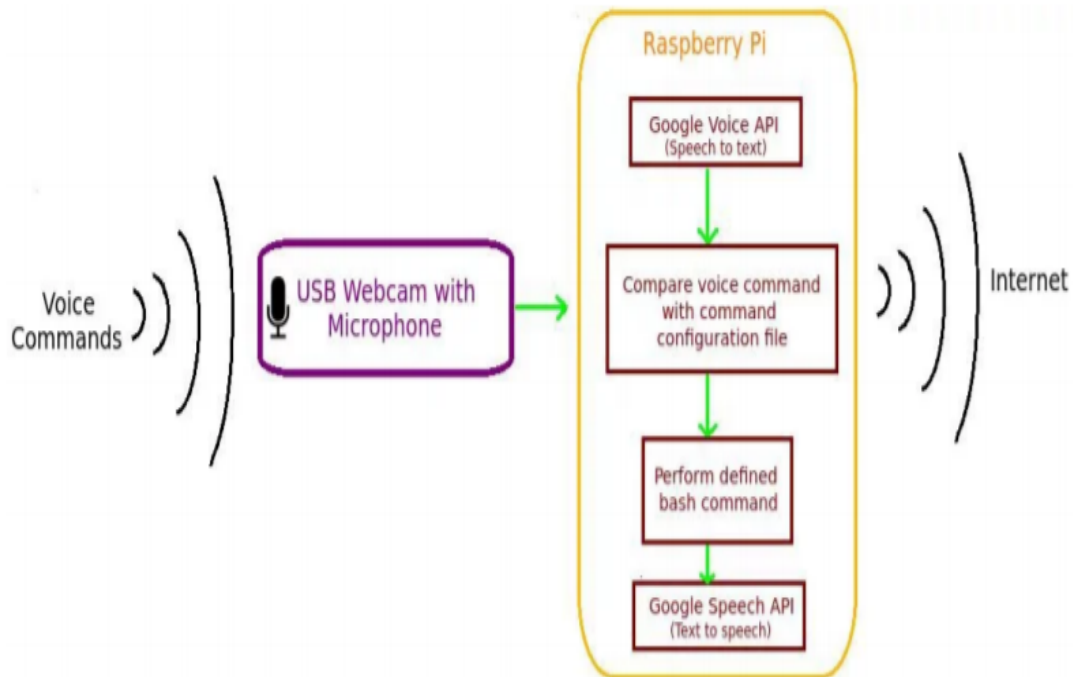 Voice
Commands
USB Webcam with
Microphone
Raspberry Pi
Google Voice API
(Speech to text)
Compare voice command
with command
configuration file
Perform defined
bash command
Google Speech API
(Text to speech)
Internet